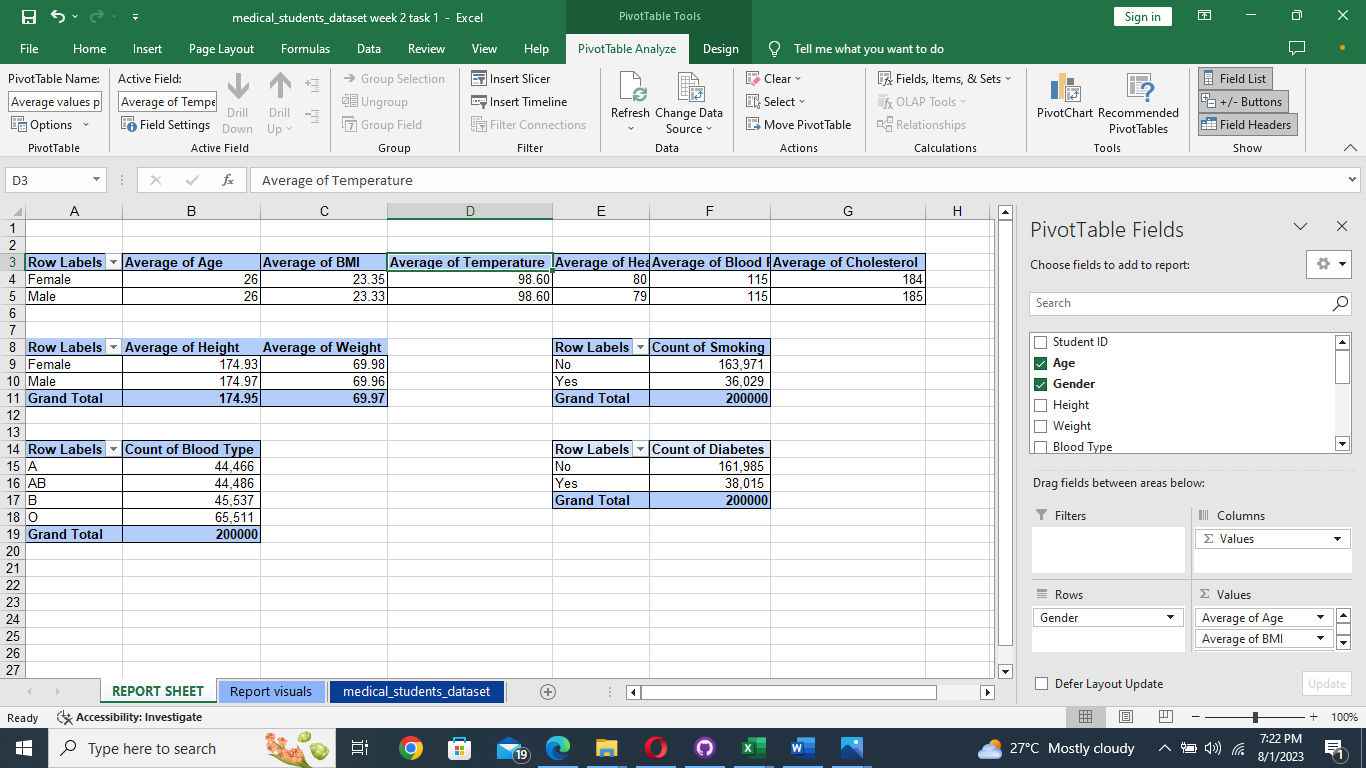 medical_students_dataset week 2 task 1 - Excel
PivotTable Tools
Sign in
File Home Insert Page Layout Formulas Data Review View Help PivotTable Analyze Design Tell me what you want to do
PivotTable Name:
Average values p
Options
PivotTable
Active Field:
Average of Tempe
Field Settings
Drill Down
Drill Up
Active Field
Group Selection
Ungroup
Group Field
Group
Insert Slicer
Insert Timeline
Filter Connections
Filter
Refresh
Change Data Source
Data
Clear
Select
Move PivotTable
Actions
Fields, Items, & Sets
OLAP Tools
Relationships
Calculations
PivotChart
Recommended PivotTables
Tools
Field List
+/- Buttons
Field Headers
Show
D3
fx
Average of Temperature
A B C D E F G H
1
2
3 Row Labels Average of Age Average of BMI Average of Temperature Average of Hea Average of Blood P Average of Cholesterol
4 Female 26 23.35 98.60 80 115 184
5 Male 26 23.33 98.60 79 115 185
6
7
8 Row Labels Average of Height Average of Weight Row Labels Count of Smoking
9 Female 174.93 69.98 No 163,971
10 Male 174.97 69.96 Yes 36,029
11 Grand Total 174.95 69.97 Grand Total 200000
12
13
14 Row Labels Count of Blood Type Row Labels Count of Diabetes
15 A 44,466 No 161,985
16 AB 44,486 Yes 38,015
17 B 45,537 Grand Total 200000
18 O 65,511
19 Grand Total 200000
20
21
22
23
24
25
26
27
PivotTable Fields
Choose fields to add to report:
Search
Student ID
Age
Gender
Height
Weight
Blood Type
Drag fields between areas below:
Filters
Columns
Σ Values
Rows
Gender
Σ Values
Average of Age
Average of BMI
Defer Layout Update
Update
REPORT SHEET Report visuals medical_students_dataset
Ready Accessibility: Investigate
100%
Type here to search
19
27°C Mostly cloudy
7:22 PM
8/1/2023
1